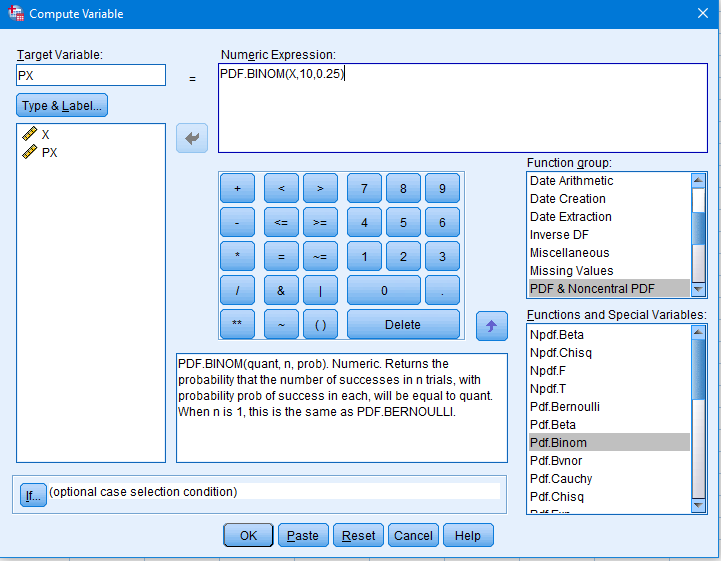 Compute Variable
Target Variable:
Numeric Expression:
PX
=
PDF.BINOM(X,10,0.25)
Type & Label...
X
PX
+ < > 7 8 9
- <= >= 4 5 6
* = ~= 1 2 3
/ & | 0 .
** ~ ( ) Delete
Function group:
Date Arithmetic
Date Creation
Date Extraction
Inverse DF
Miscellaneous
Missing Values
PDF & Noncentral PDF
Functions and Special Variables:
Npdf.Beta
Npdf.Chisq
Npdf.F
Npdf.T
Pdf.Bernoulli
Pdf.Beta
Pdf.Binom
Pdf.Bvnor
Pdf.Cauchy
Pdf.Chisq
PDF.BINOM(quant, n, prob). Numeric. Returns the
probability that the number of successes in n trials, with
probability prob of success in each, will be equal to quant.
When n is 1, this is the same as PDF.BERNOULLI.
If... (optional case selection condition)
OK Paste Reset Cancel Help